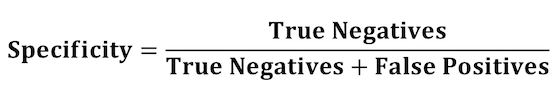 True Negatives
Specificity =
True Negatives + False Positives